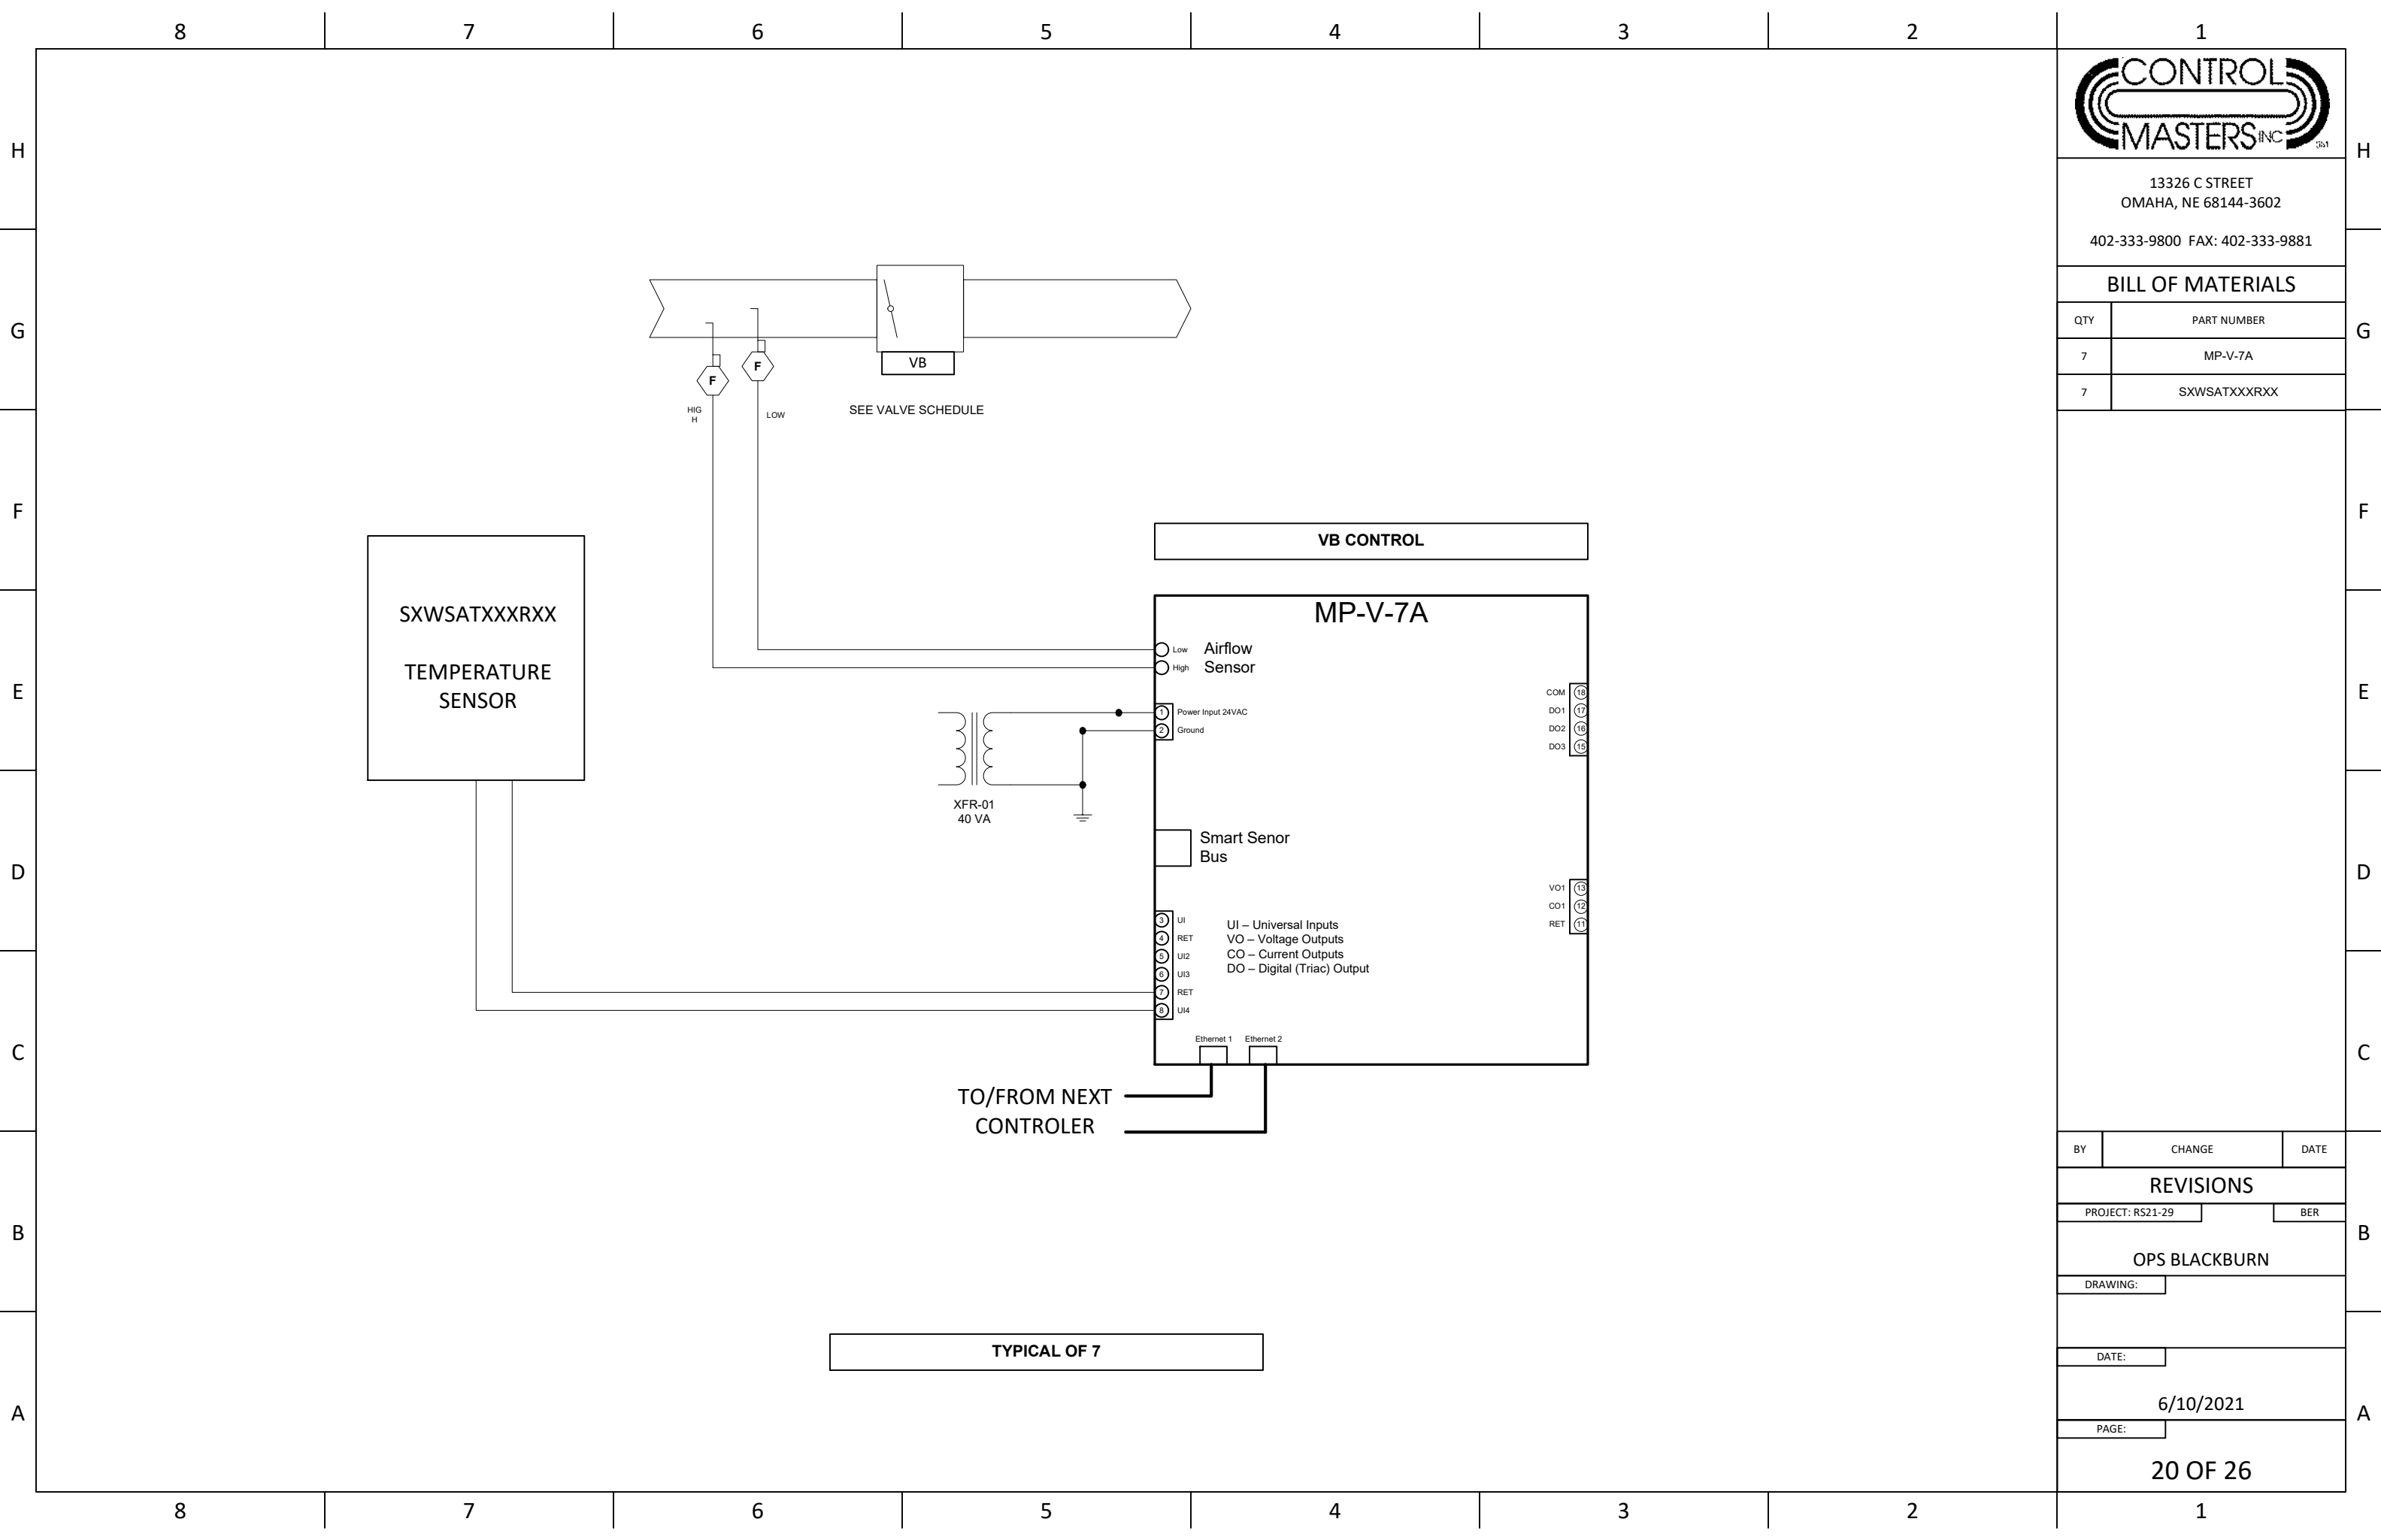 8 7 6 5 4 3 2 1
H
G
F
E
D
C
B
A
F
F
HIG
H
LOW
VB
SEE VALVE SCHEDULE
SXWSATXXXRXX
TEMPERATURE
SENSOR
VB CONTROL
MP-V-7A
Low
High
Airflow
Sensor
1 Power Input 24VAC
2 Ground
XFR-01
40 VA
COM 18
DO1 17
DO2 16
DO3 15
Smart Senor
Bus
3 UI
4 RET
5 UI2
6 UI3
7 RET
8 UI4
UI – Universal Inputs
VO – Voltage Outputs
CO – Current Outputs
DO – Digital (Triac) Output
VO1 13
CO1 12
RET 11
Ethernet 1 Ethernet 2
TO/FROM NEXT
CONTROLER
TYPICAL OF 7
CONTROL
MASTERS INC
13326 C STREET
OMAHA, NE 68144-3602
402-333-9800 FAX: 402-333-9881
BILL OF MATERIALS
QTY PART NUMBER
7 MP-V-7A
7 SXWSATXXXRXX
BY CHANGE DATE
REVISIONS
PROJECT: RS21-29 BER
OPS BLACKBURN
DRAWING:
DATE:
6/10/2021
PAGE:
20 OF 26
H
G
F
E
D
C
B
A
8 7 6 5 4 3 2 1